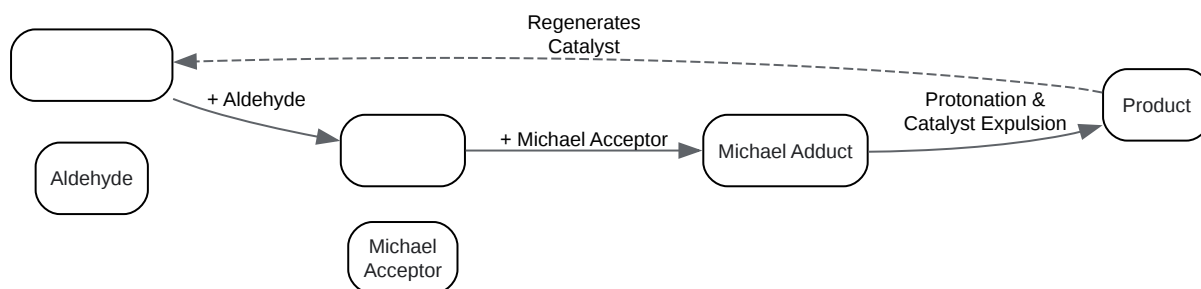 Regenerates
Catalyst
+ Aldehyde
Aldehyde
+ Michael Acceptor
Michael
Acceptor
Michael Adduct
Protonation &
Catalyst Expulsion
Product